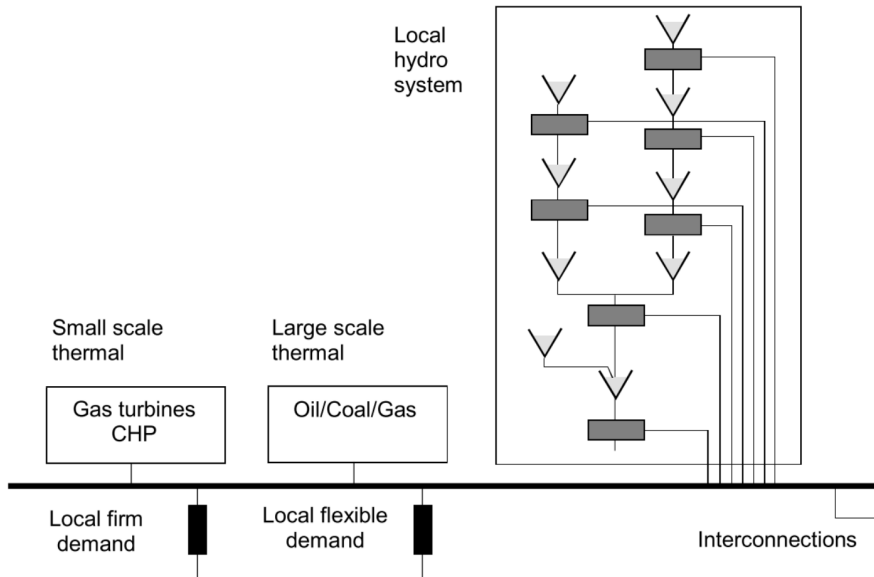 Local
hydro
system
Small scale
thermal
Large scale
thermal
Gas turbines
CHP
Oil/Coal/Gas
Local firm
demand
Local flexible
demand
Interconnections